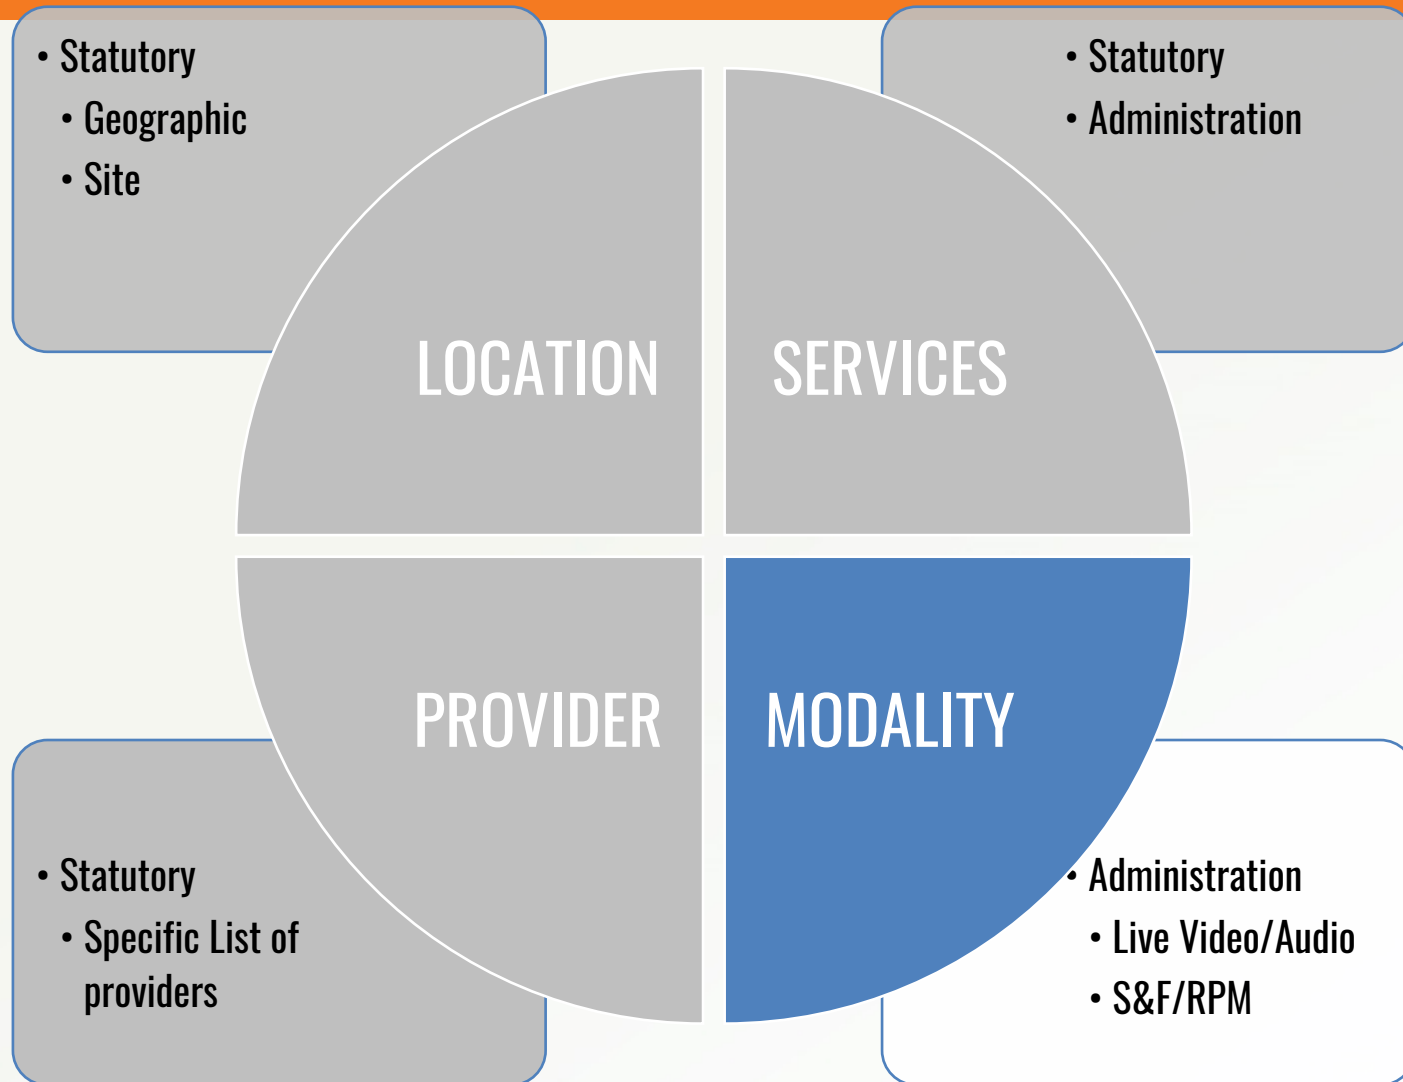 • Statutory
• Geographic
• Site
• Statutory
• Administration
LOCATION
SERVICES
PROVIDER
MODALITY
• Statutory
• Specific List of
providers
• Administration
• Live Video/Audio
• S&F/RPM